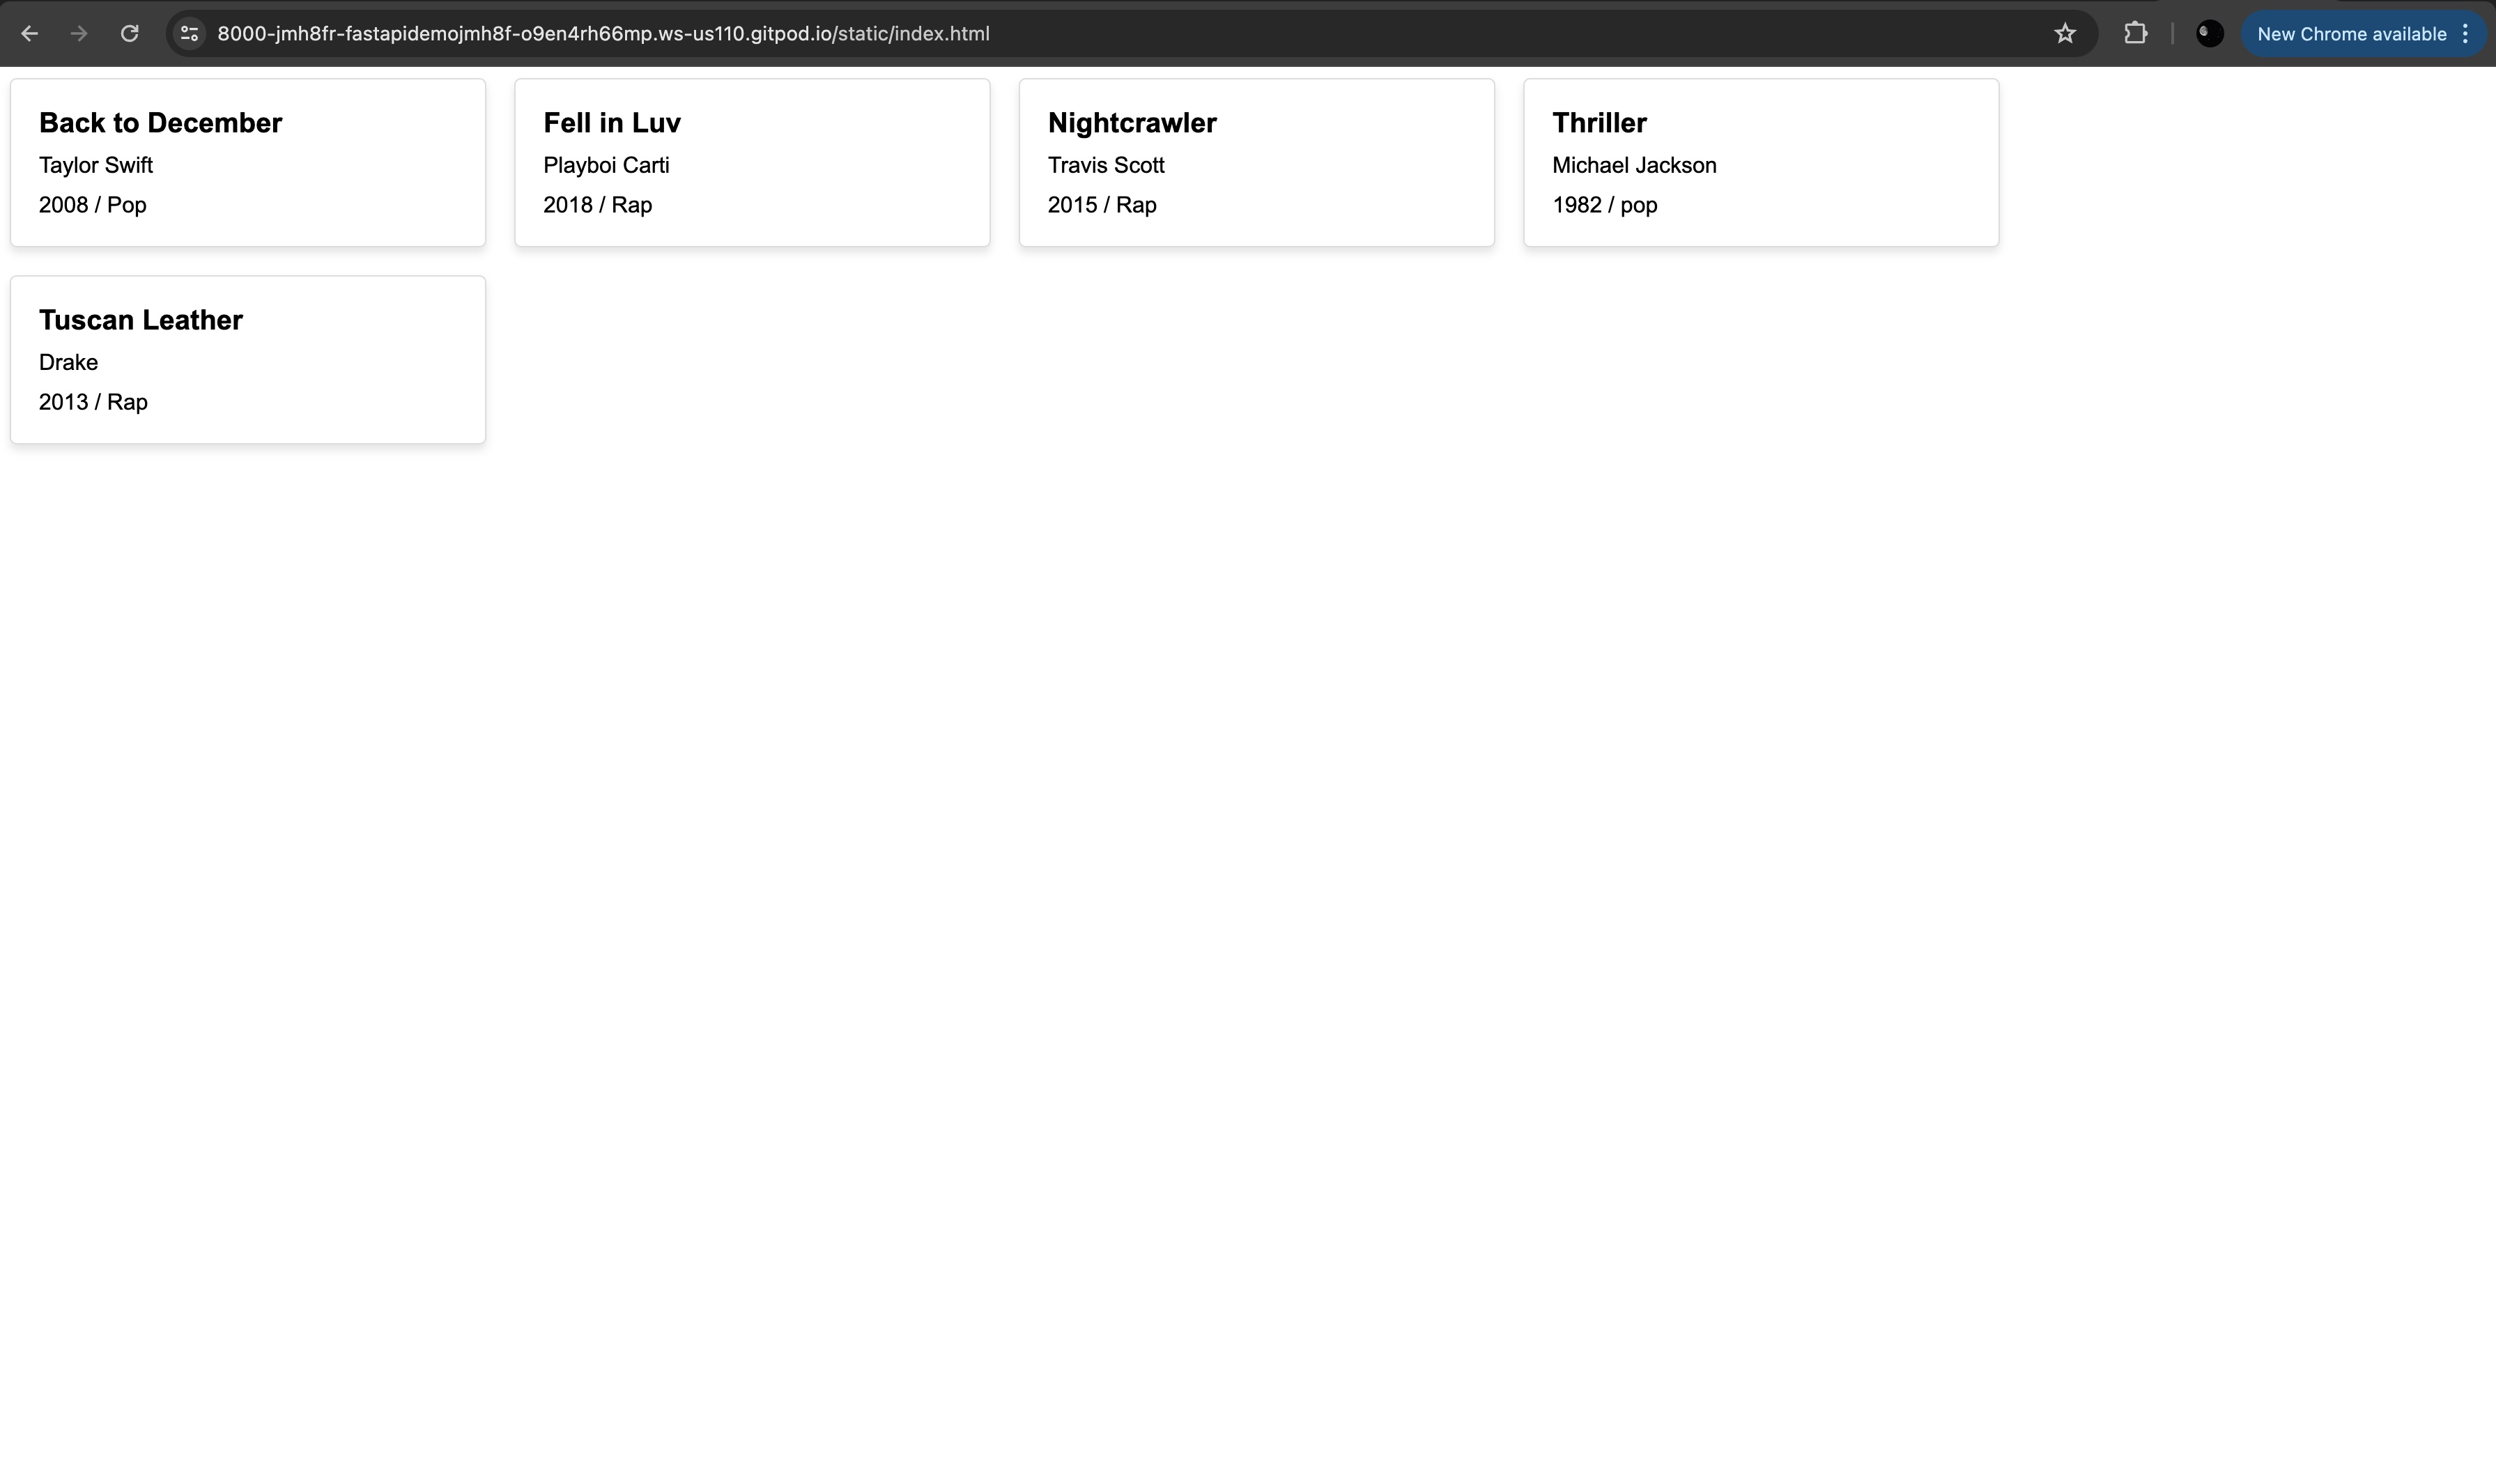 8000-jmh8fr-fastapidemojmh8f-o9en4rh66mp.ws-us110.gitpod.io/static/index.html
New Chrome available
Back to December
Taylor Swift
2008 / Pop
Fell in Luv
Playboi Carti
2018 / Rap
Nightcrawler
Travis Scott
2015 / Rap
Thriller
Michael Jackson
1982 / pop
Tuscan Leather
Drake
2013 / Rap